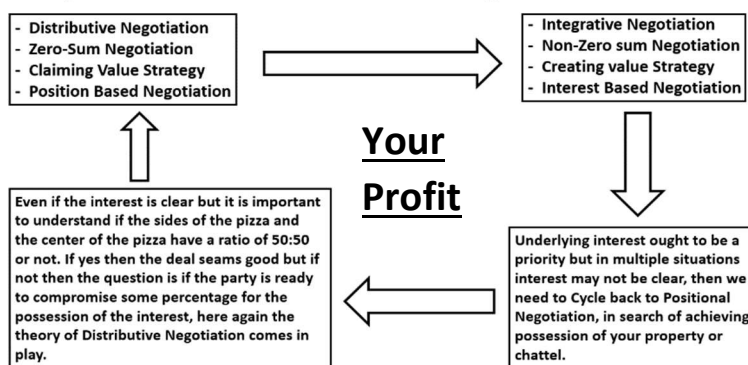 - Distributive Negotiation
- Zero-Sum Negotiation
- Claiming Value Strategy
- Position Based Negotiation
- Integrative Negotiation
- Non-Zero sum Negotiation
- Creating value Strategy
- Interest Based Negotiation
Your
Profit
Even if the interest is clear but it is important
to understand if the sides of the pizza and
the center of the pizza have a ratio of 50:50
or not. If yes then the deal seams good but if
not then the question is if the party is ready
to compromise some percentage for the
possession of the interest, here again the
theory of Distributive Negotiation comes in
play.
Underlying interest ought to be a
priority but in multiple situations
interest may not be clear, then we
need to Cycle back to Positional
Negotiation, in search of achieving
possession of your property or
chattel.